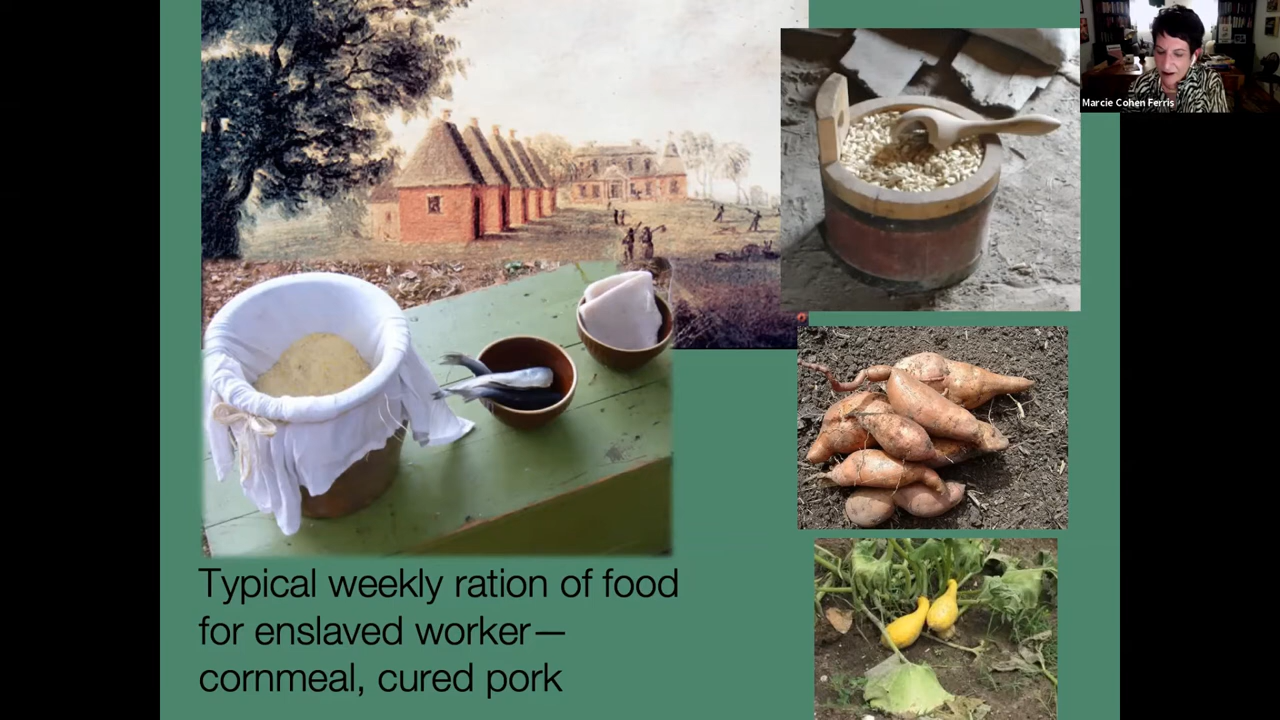 Marcie Cohen Ferris
Typical weekly ration of food
for enslaved worker—
cornmeal, cured pork